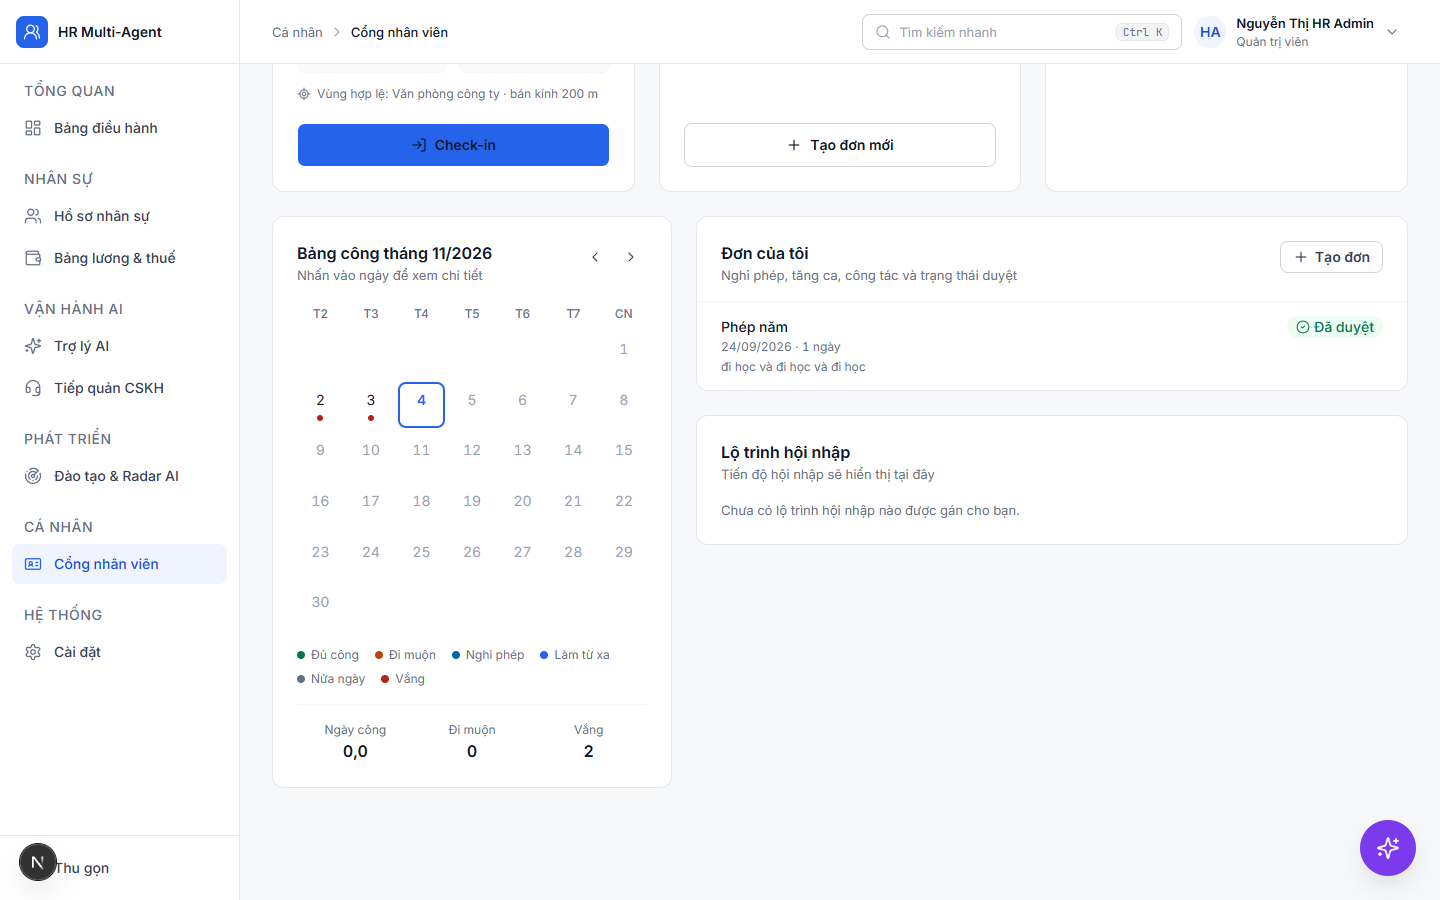 HR Multi-Agent
Cá nhân > Cổng nhân viên
Tìm kiếm nhanh
Ctrl K
HA
Nguyễn Thị HR Admin
Quản trị viên
TỔNG QUAN
Bảng điều hành
NHÂN SỰ
Hồ sơ nhân sự
Bảng lương & thuế
VẬN HÀNH AI
Trợ lý AI
Tiếp quản CSKH
PHÁT TRIỂN
Đào tạo & Radar AI
CÁ NHÂN
Cổng nhân viên
HỆ THỐNG
Cài đặt
N
Thu gọn
Vùng hợp lệ: Văn phòng công ty · bán kính 200 m
Check-in
Tạo đơn mới
Bảng công tháng 11/2026
Nhấn vào ngày để xem chi tiết
T2 T3 T4 T5 T6 T7 CN
1
2 3 4 5 6 7 8
9 10 11 12 13 14 15
16 17 18 19 20 21 22
23 24 25 26 27 28 29
30
Đủ công Đi muộn Nghỉ phép Làm từ xa
Nửa ngày Vắng
Ngày công Đi muộn Vắng
0,0 0 2
Đơn của tôi
Nghỉ phép, tăng ca, công tác và trạng thái duyệt
Tạo đơn
Phép năm
Đã duyệt
24/09/2026 · 1 ngày
đi học và đi học và đi học
Lộ trình hội nhập
Tiến độ hội nhập sẽ hiển thị tại đây
Chưa có lộ trình hội nhập nào được gán cho bạn.